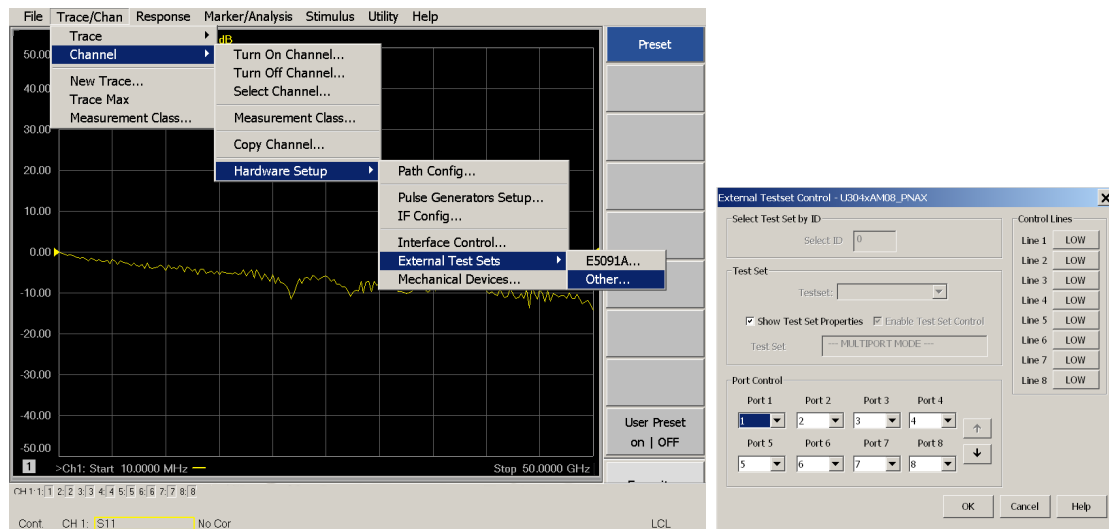 File Trace/Chan Response Marker/Analysis Stimulus Utility Help
Trace
Channel
New Trace...
Trace Max
Measurement Class...
dB
Turn On Channel...
Turn Off Channel...
Select Channel...
Measurement Class...
Copy Channel...
Hardware Setup
Path Config...
Pulse Generators Setup...
IF Config...
Interface Control...
External Test Sets
Mechanical Devices...
E5091A...
Other...
50.00
40.00
30.00
20.00
10.00
0.00
-10.00
-20.00
-30.00
-40.00
-50.00
1 >Ch1: Start 10.0000 MHz Stop 50.0000 GHz
Preset
User Preset
on | OFF
CH 1: 1: 1 2: 2 3: 3 4: 4 5: 5 6: 6 7: 7 8: 8
Cont. CH 1: S11 No Cor LCL
External Testset Control - U304xAM08_PNAX
Select Test Set by ID
Select ID 0
Test Set
Testset:
Show Test Set Properties Enable Test Set Control
Test Set --- MULTIPORT MODE ---
Port Control
Port 1 Port 2 Port 3 Port 4
1 2 3 4
Port 5 Port 6 Port 7 Port 8
5 6 7 8
Control Lines
Line 1 LOW
Line 2 LOW
Line 3 LOW
Line 4 LOW
Line 5 LOW
Line 6 LOW
Line 7 LOW
Line 8 LOW
OK Cancel Help